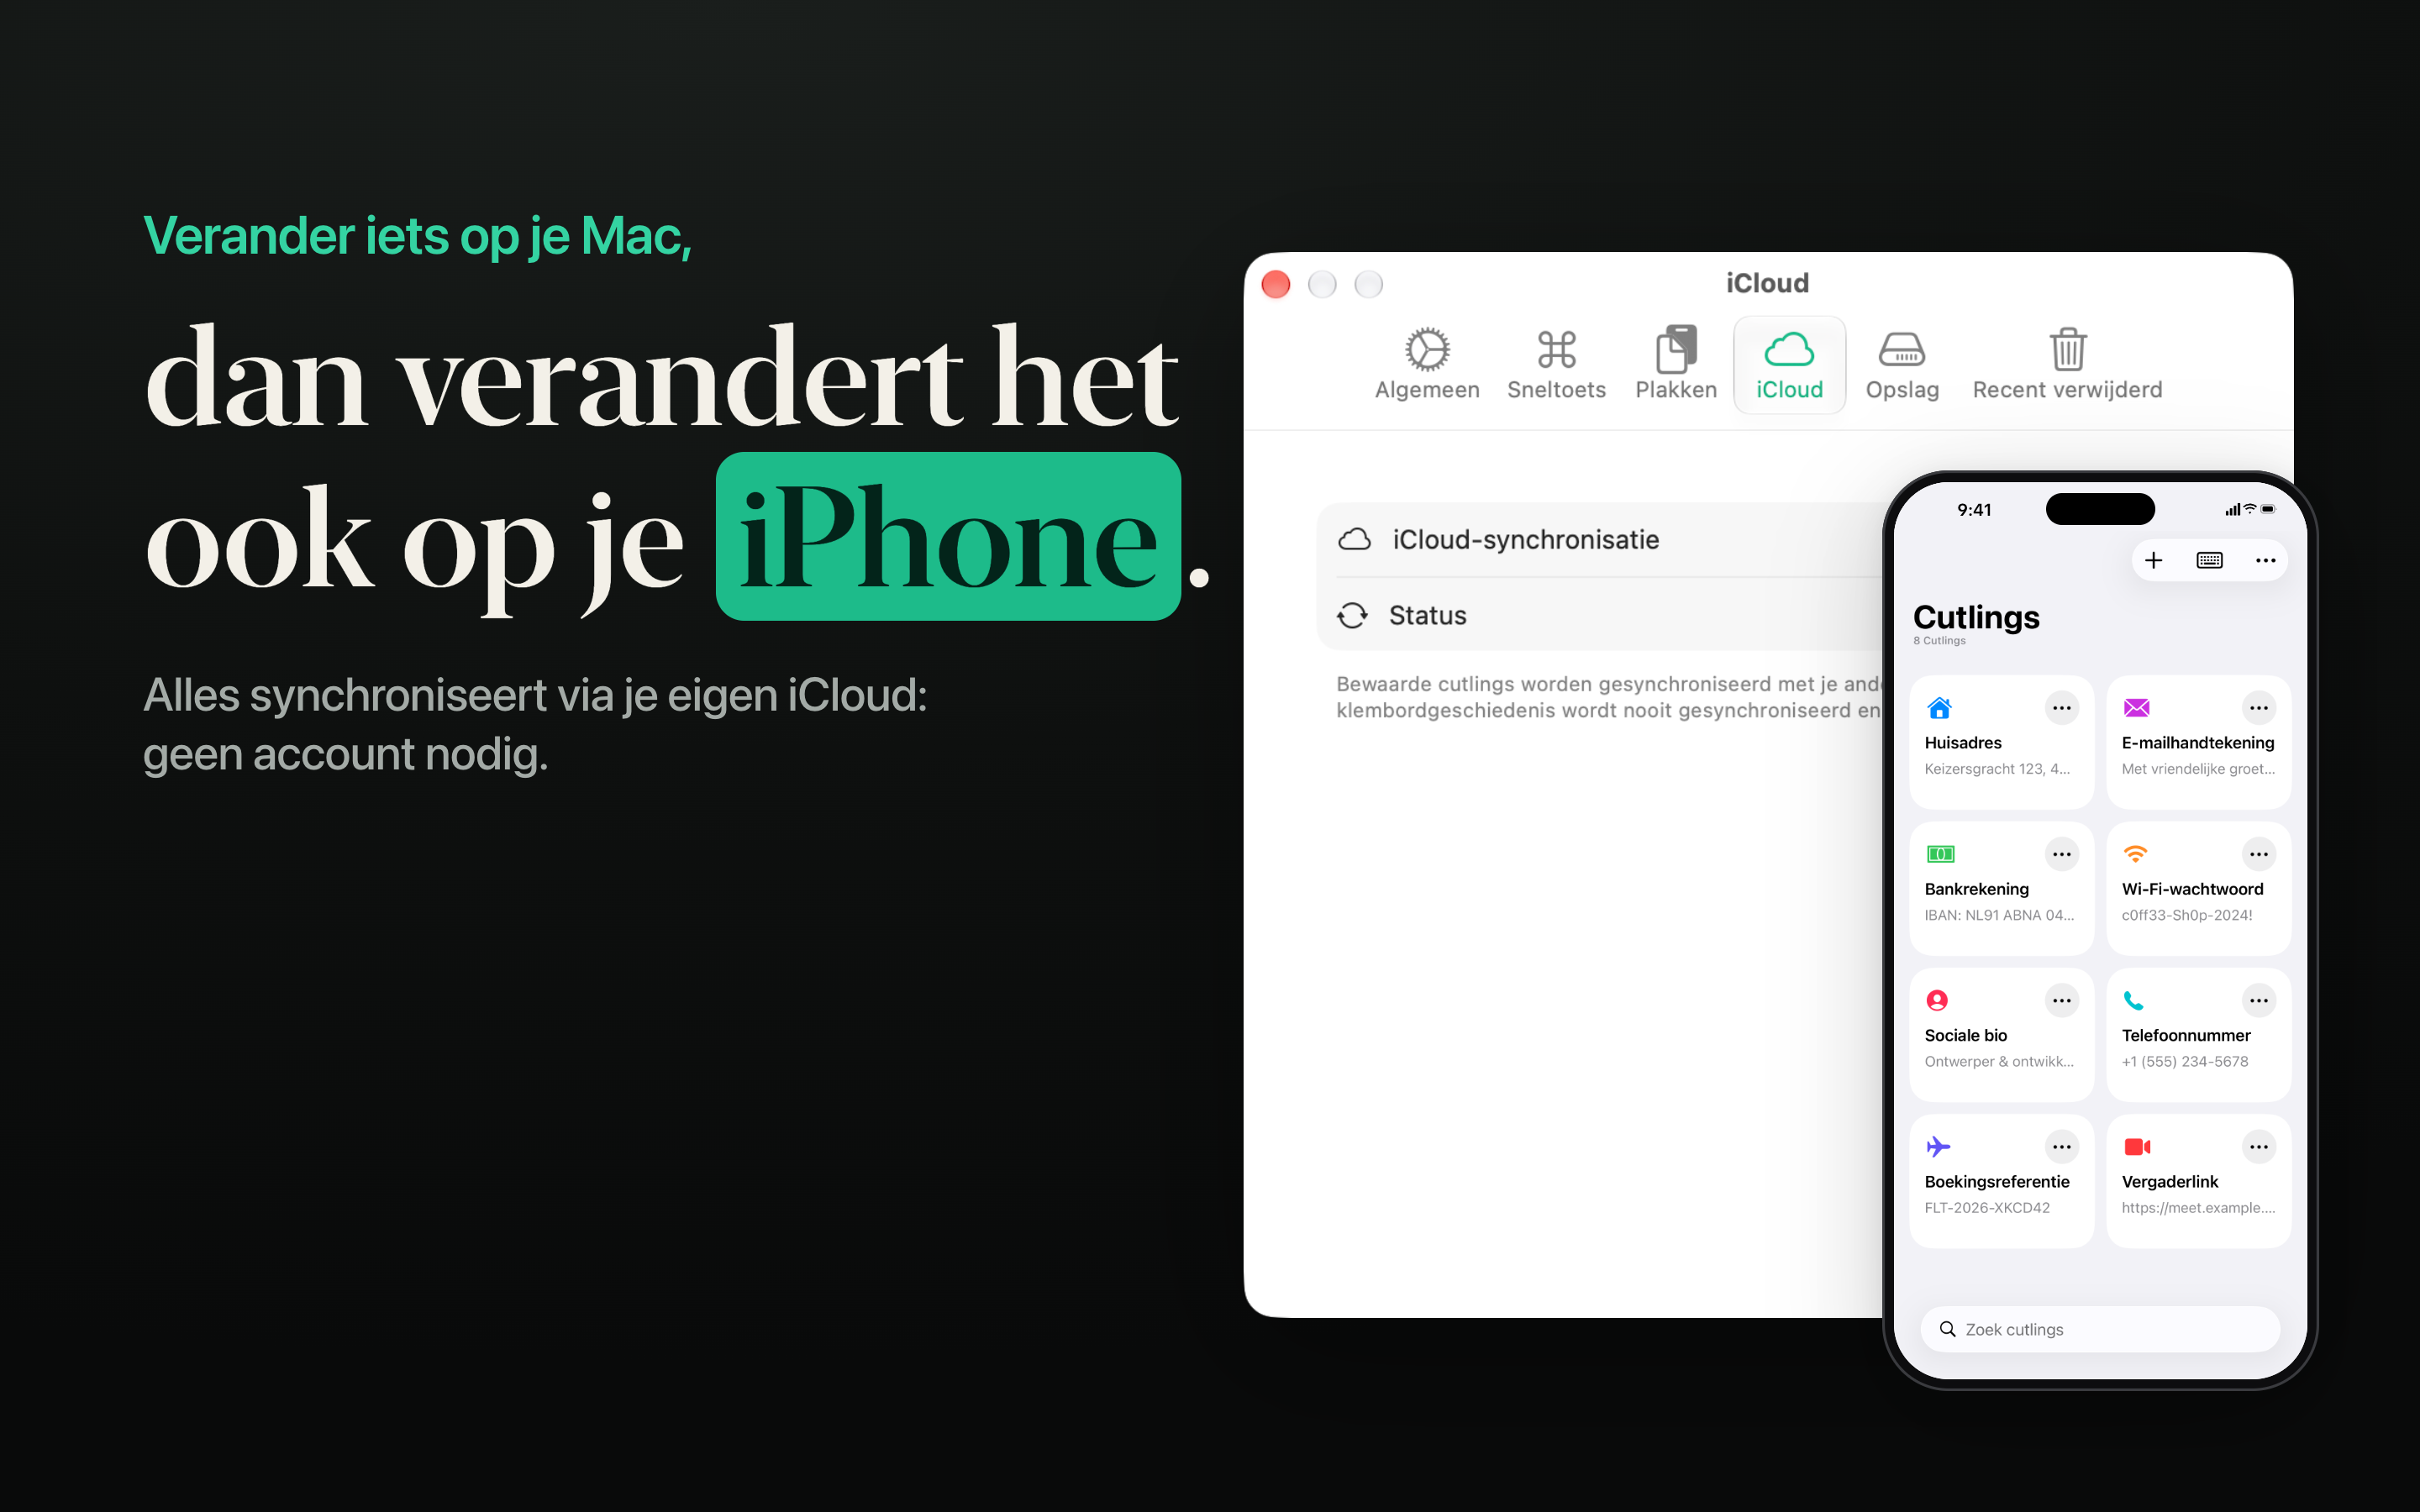 Verander iets op je Mac,
dan verandert het
ook op je iPhone.
Alles synchroniseert via je eigen iCloud:
geen account nodig.
iCloud
Algemeen
Sneltoets
Plakken
iCloud
Opslag
Recent verwijderd
iCloud-synchronisatie
Status
Bewaarde cutlings worden gesynchroniseerd met je
klembordgeschiedenis wordt nooit gesynchroniseerd en
9:41
Cutlings
8 Cutlings
Huisadres
Keizersgracht 123, 4...
E-mailhandtekening
Met vriendelijke groet...
Bankrekening
IBAN: NL91 ABNA 04...
Wi-Fi-wachtwoord
c0ff33-Sh0p-2024!
Sociale bio
Ontwerper & ontwikk...
Telefoonnummer
+1 (555) 234-5678
Boekingsreferentie
FLT-2026-XKCD42
Vergaderlink
https://meet.example....
Zoek cutlings